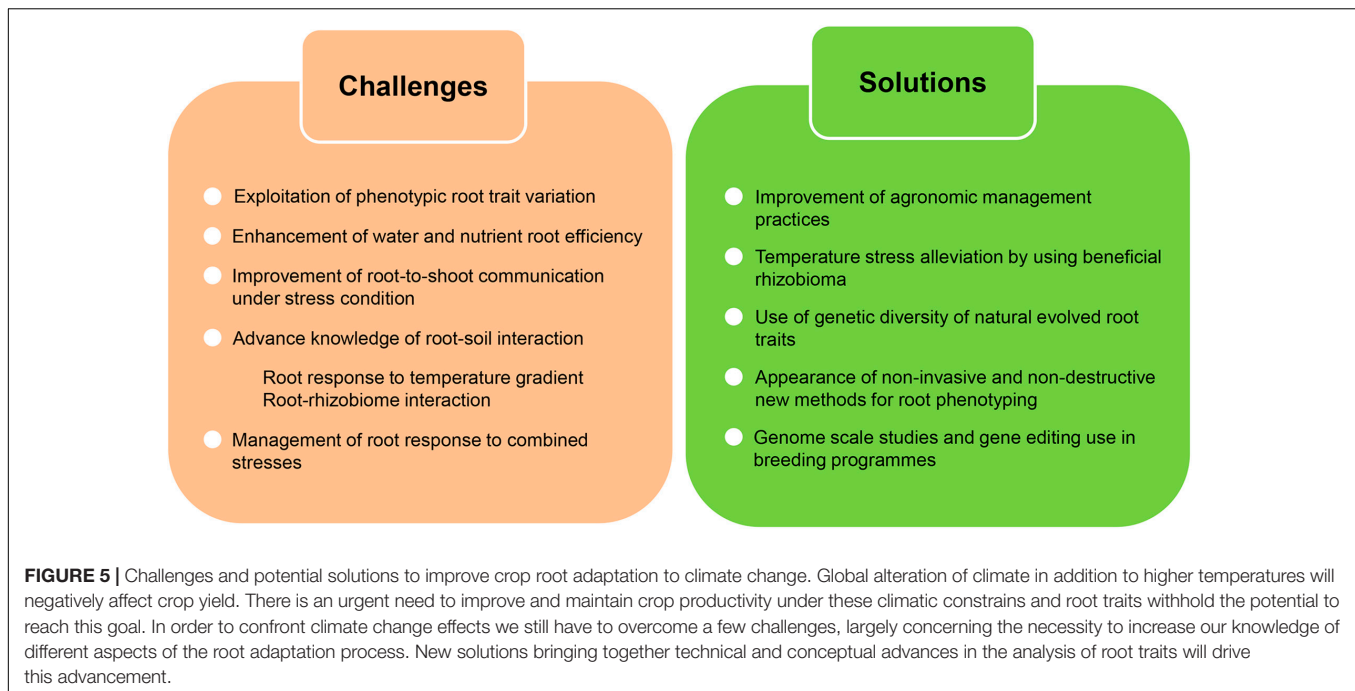 Challenges
Exploitation of phenotypic root trait variation
Enhancement of water and nutrient root efficiency
Improvement of root-to-shoot communication
under stress condition
Advance knowledge of root-soil interaction
Root response to temperature gradient
Root-rhizobiome interaction
Management of root response to combined
stresses
Solutions
Improvement of agronomic management
practices
Temperature stress alleviation by using beneficial
rhizobioma
Use of genetic diversity of natural evolved root
traits
Appearance of non-invasive and non-destructive
new methods for root phenotyping
Genome scale studies and gene editing use in
breeding programmes
FIGURE 5 | Challenges and potential solutions to improve crop root adaptation to climate change. Global alteration of climate in addition to higher temperatures will
negatively affect crop yield. There is an urgent need to improve and maintain crop productivity under these climatic constrains and root traits withhold the potential to
reach this goal. In order to confront climate change effects we still have to overcome a few challenges, largely concerning the necessity to increase our knowledge of
different aspects of the root adaptation process. New solutions bringing together technical and conceptual advances in the analysis of root traits will drive
this advancement.